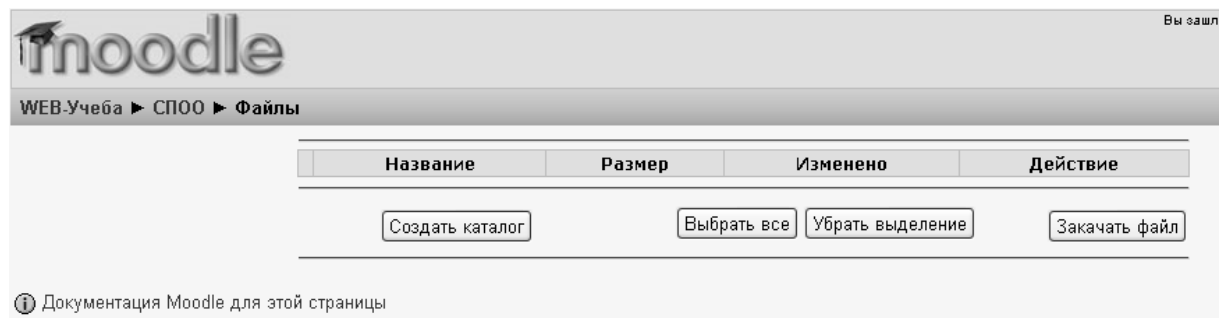 moodle
Вы зашл
WEB-Учеба ► СПОО ► Файлы
Название Размер Изменено Действие
Создать каталог Выбрать все Убрать выделение Закачать файл
Документация Moodle для этой страницы